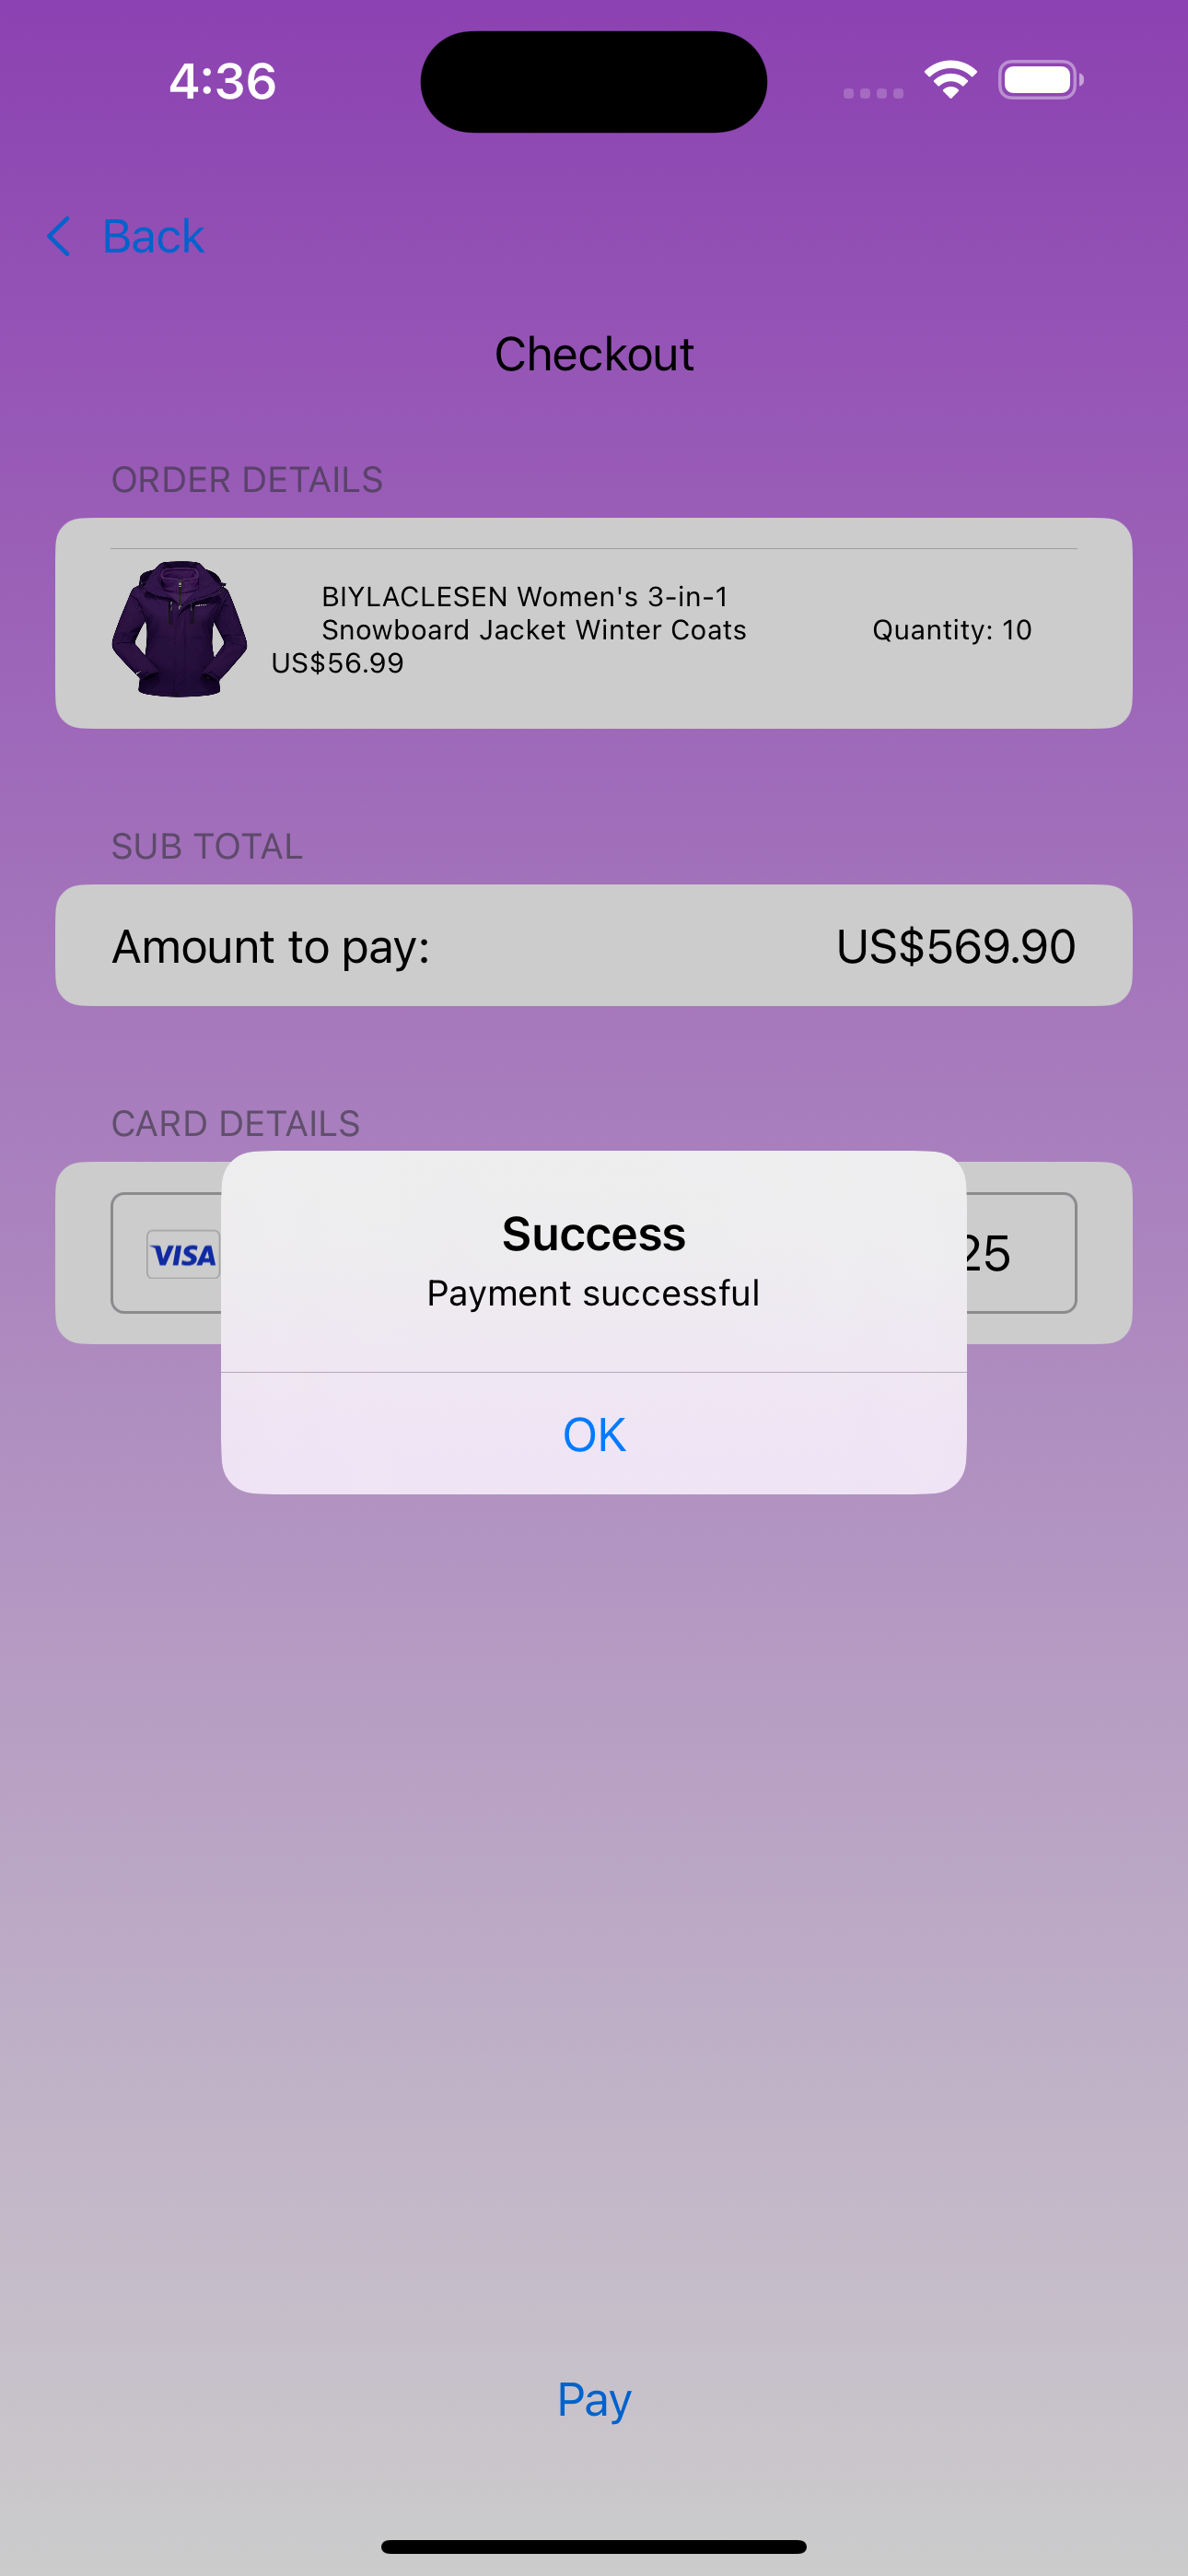 4:36
Back
Checkout
ORDER DETAILS
BIYLACLESEN Women's 3-in-1
Snowboard Jacket Winter Coats
Quantity: 10
US$56.99
SUB TOTAL
Amount to pay:
US$569.90
CARD DETAILS
VISA
25
Success
Payment successful
OK
Pay